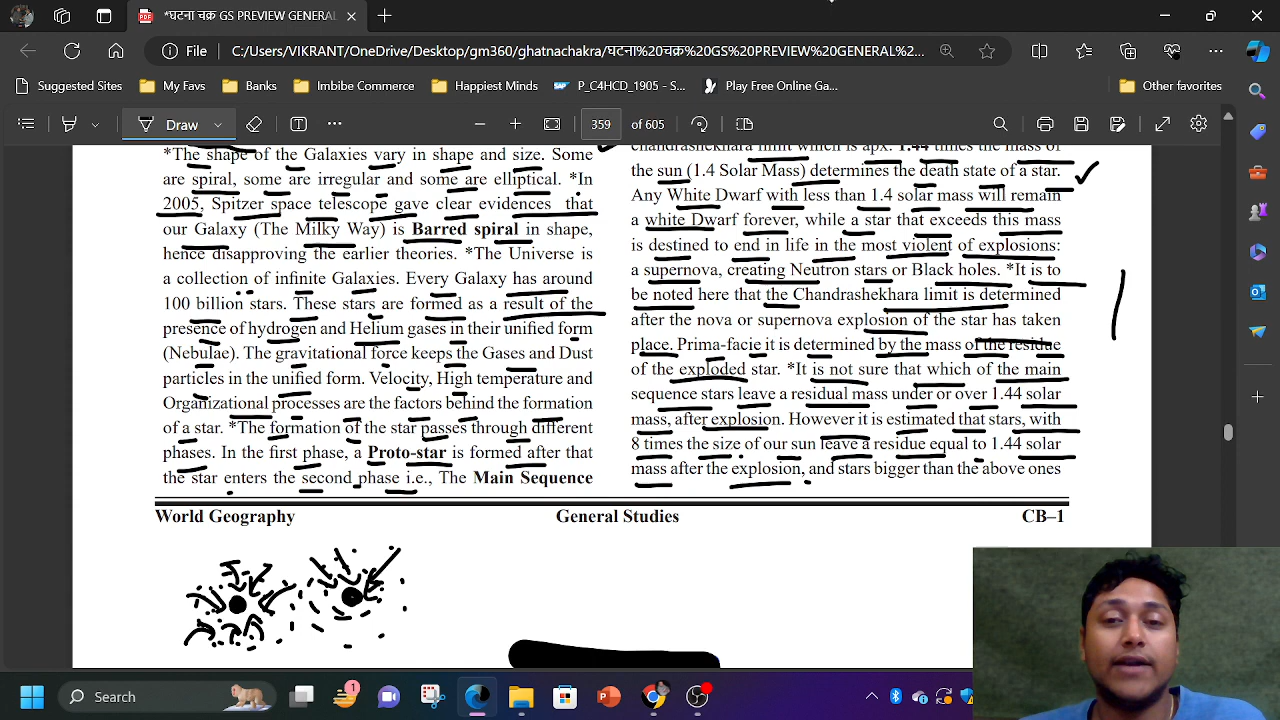 *घटना चक्र GS PREVIEW GENERAL
File
C:/Users/VIKRANT/OneDrive/Desktop/gm360/ghatnachakra/घटना%20चक्र%20GS%20PREVIEW%20GENERAL%2...
Suggested Sites
My Favs
Banks
Imbibe Commerce
Happiest Minds
P_C4HCD_1905 - S...
Play Free Online Ga...
Other favorites
Draw
359 of 605
*The shape of the Galaxies vary in shape and size. Some
are spiral, some are irregular and some are elliptical. *In
2005, Spitzer space telescope gave clear evidences that
our Galaxy (The Milky Way) is Barred spiral in shape,
hence disapproving the earlier theories. *The Universe is
a collection of infinite Galaxies. Every Galaxy has around
100 billion stars. These stars are formed as a result of the
presence of hydrogen and Helium gases in their unified form
(Nebulae). The gravitational force keeps the Gases and Dust
particles in the unified form. Velocity, High temperature and
Organizational processes are the factors behind the formation
of a star. *The formation of the star passes through different
phases. In the first phase, a Proto-star is formed after that
the star enters the second phase i.e., The Main Sequence
chandrashekhara limit which is apx. 1.44 times the mass of
the sun (1.4 Solar Mass) determines the death state of a star.
Any White Dwarf with less than 1.4 solar mass will remain
a white Dwarf forever, while a star that exceeds this mass
is destined to end in life in the most violent of explosions:
a supernova, creating Neutron stars or Black holes. *It is to
be noted here that the Chandrashekhara limit is determined
after the nova or supernova explosion of the star has taken
place. Prima-facie it is determined by the mass of the residue
of the exploded star. *It is not sure that which of the main
sequence stars leave a residual mass under or over 1.44 solar
mass, after explosion. However it is estimated that stars, with
8 times the size of our sun leave a residue equal to 1.44 solar
mass after the explosion, and stars bigger than the above ones
World Geography
General Studies
CB–1
Search
1